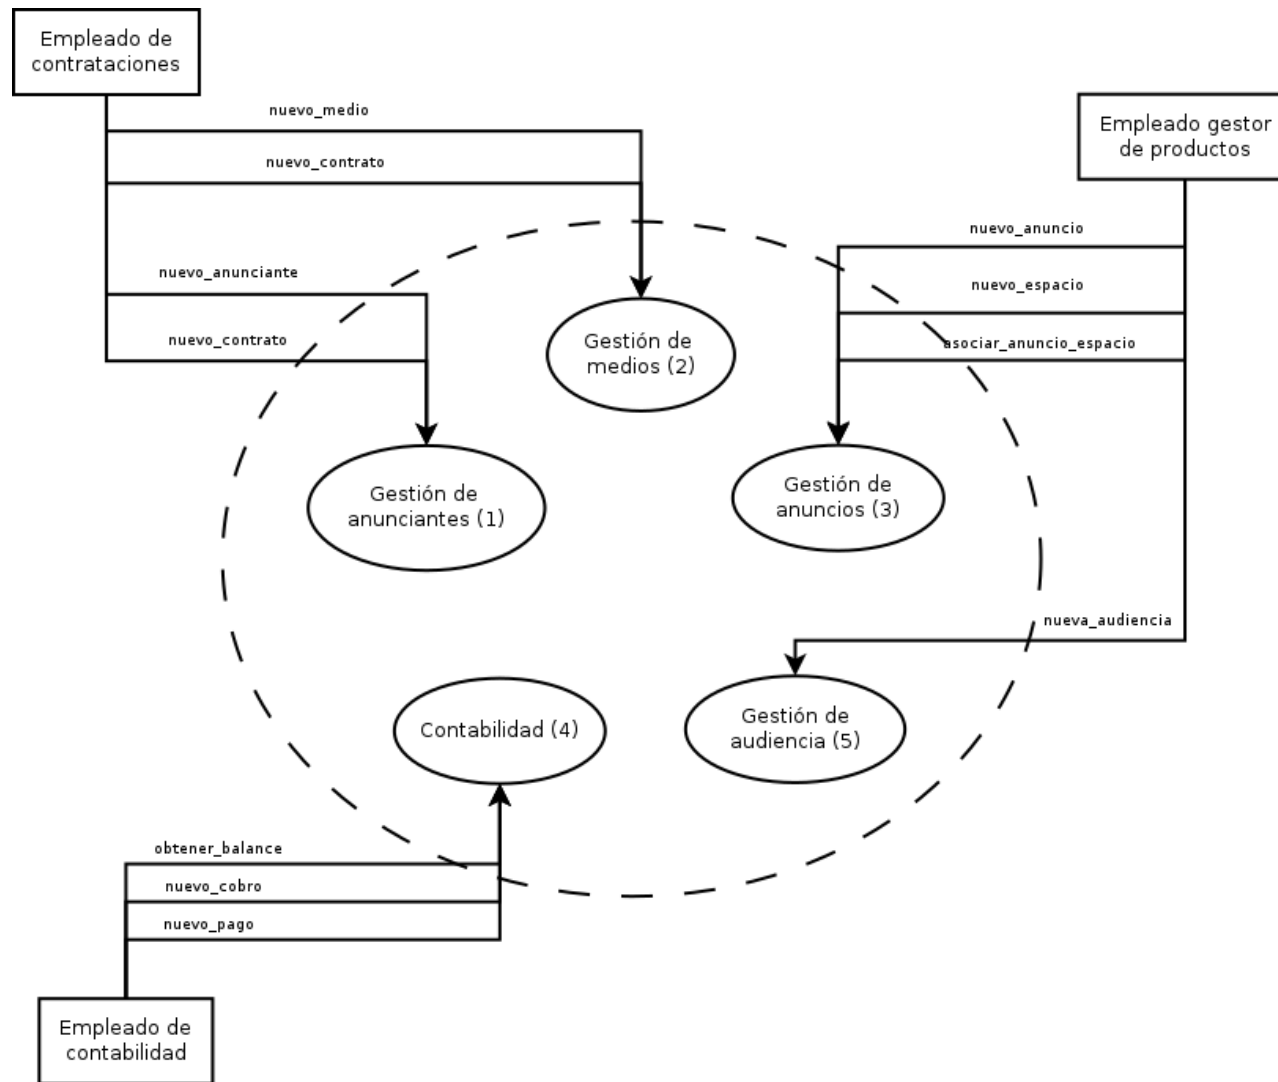 Empleado de
contrataciones
nuevo_medio
Empleado gestor
de productos
nuevo_contrato
nuevo_anuncio
nuevo_anunciante
nuevo_espacio
nuevo_contrato
asociar_anuncio_espacio
Gestión de
medios (2)
Gestión de
anunciantes (1)
Gestión de
anuncios (3)
nueva_audiencia
Contabilidad (4)
Gestión de
audiencia (5)
obtener_balance
nuevo_cobro
nuevo_pago
Empleado de
contabilidad